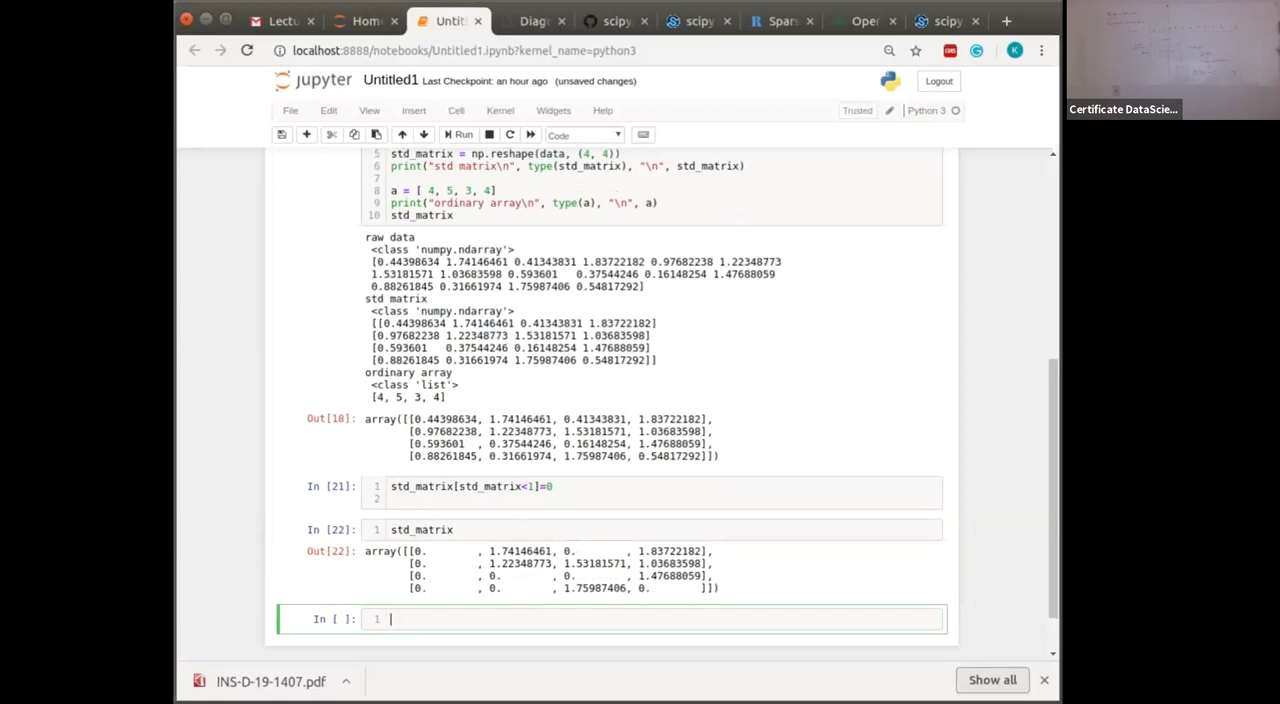 Lectu
Home
Untitl
Diagr
scipy,
scipy
Spars
Oper
scipy
localhost:8888/notebooks/Untitled1.ipynb?kernel_name=python3
K
jupyter Untitled1 Last Checkpoint: an hour ago (unsaved changes)
Logout
File Edit View Insert Cell Kernel Widgets Help
Trusted Python 3
Run
Code
Certificate DataScie...
5 std_matrix = np.reshape(data, (4, 4))
6 print("std matrix\n", type(std_matrix), "\n", std_matrix)
7
8 a = [ 4, 5, 3, 4]
9 print("ordinary array\n", type(a), "\n", a)
10 std_matrix
raw data
<class 'numpy.ndarray'>
[0.44398634 1.74146461 0.41343831 1.83722182 0.97682238 1.22348773
1.53181571 1.03683598 0.593601 0.37544246 0.16148254 1.47688059
0.88261845 0.31661974 1.75987406 0.54817292]
std matrix
<class 'numpy.ndarray'>
[[0.44398634 1.74146461 0.41343831 1.83722182]
[0.97682238 1.22348773 1.53181571 1.03683598]
[0.593601 0.37544246 0.16148254 1.47688059]
[0.88261845 0.31661974 1.75987406 0.54817292]]
ordinary array
<class 'list'>
[4, 5, 3, 4]
Out[18]: array([[0.44398634, 1.74146461, 0.41343831, 1.83722182],
[0.97682238, 1.22348773, 1.53181571, 1.03683598],
[0.593601 , 0.37544246, 0.16148254, 1.47688059],
[0.88261845, 0.31661974, 1.75987406, 0.54817292]])
In [21]: 1 std_matrix[std_matrix<1]=0
2
In [22]: 1 std_matrix
Out[22]: array([[0. , 1.74146461, 0. , 1.83722182],
[0. , 1.22348773, 1.53181571, 1.03683598],
[0. , 0. , 0. , 1.47688059],
[0. , 0. , 1.75987406, 0. ]])
In [ ]: 1
INS-D-19-1407.pdf
Show all